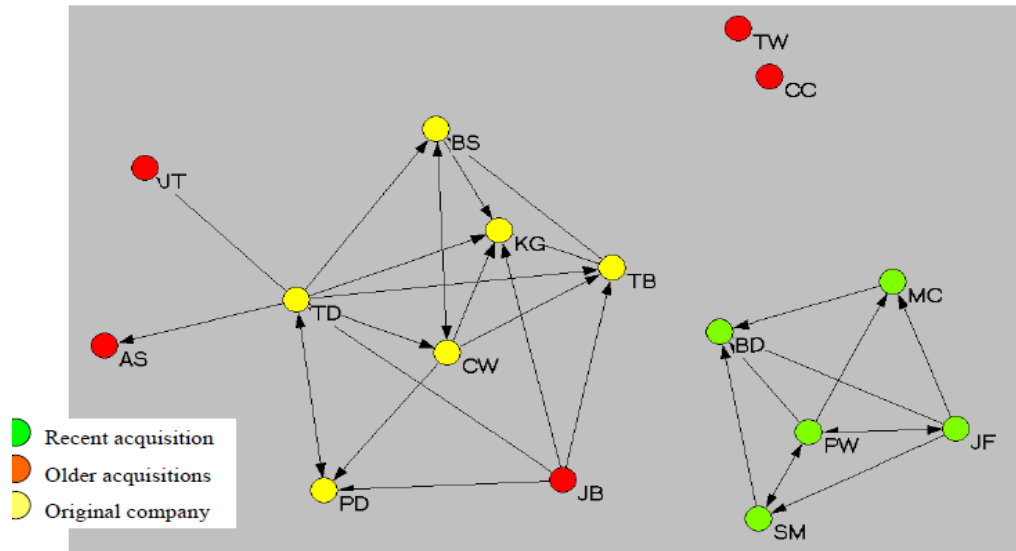 TW
CC
BS
JT
KG
TB
MC
TD
BD
AS
CW
PW
JF
PD
JB
SM
Recent acquisition
Older acquisitions
Original company